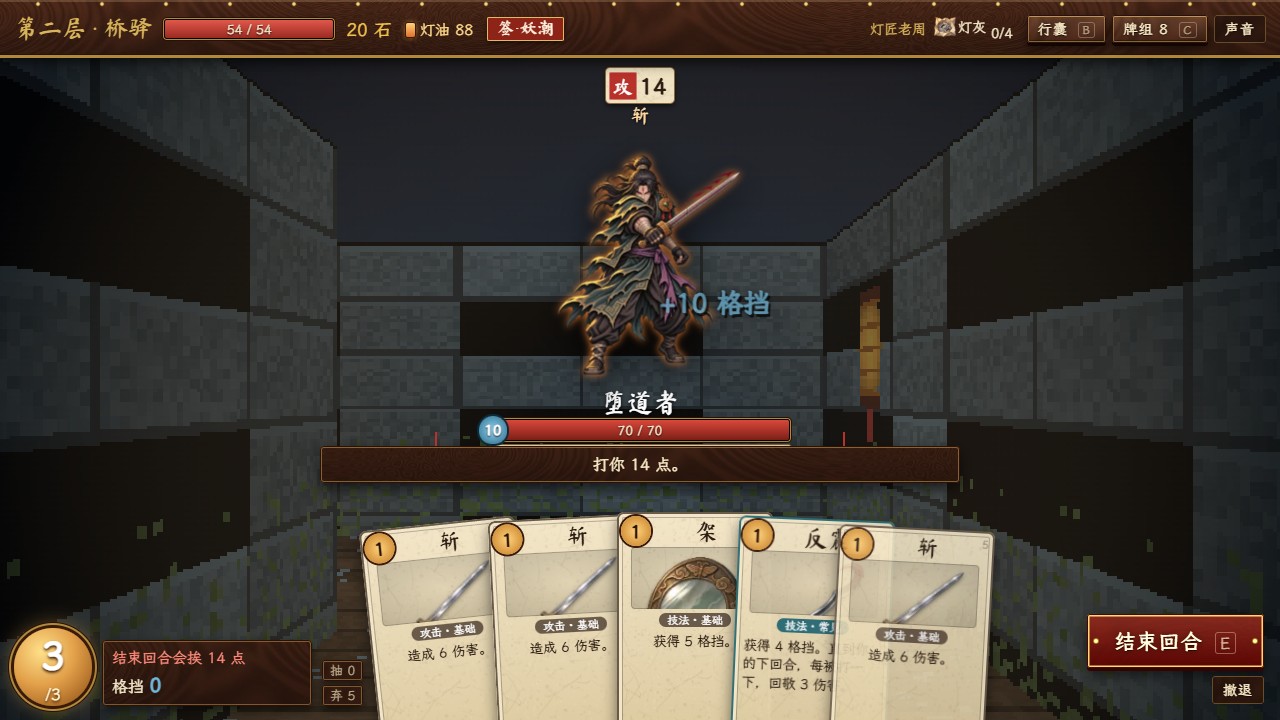 第二层·桥驿
54 / 54
20 石
灯油 88
签·妖潮
灯匠老周
灯灰 0/4
行囊 B
牌组 8 C
声音
攻 14
斩
+10 格挡
堕道者
10
70 / 70
打你 14 点。
1 斩
攻击·基础
造成 6 伤害。
1 斩
攻击·基础
造成 6 伤害。
1 架
技法·基础
获得 5 格挡。
1 反
技法·常
获得 4 格挡。
的下回合，每被打一
下，回敬 3 伤害
1 斩 5
攻击·基础
造成 6 伤害。
3
/3
结束回合会挨 14 点
格挡 0
抽 0
弃 5
结束回合 E
撤退